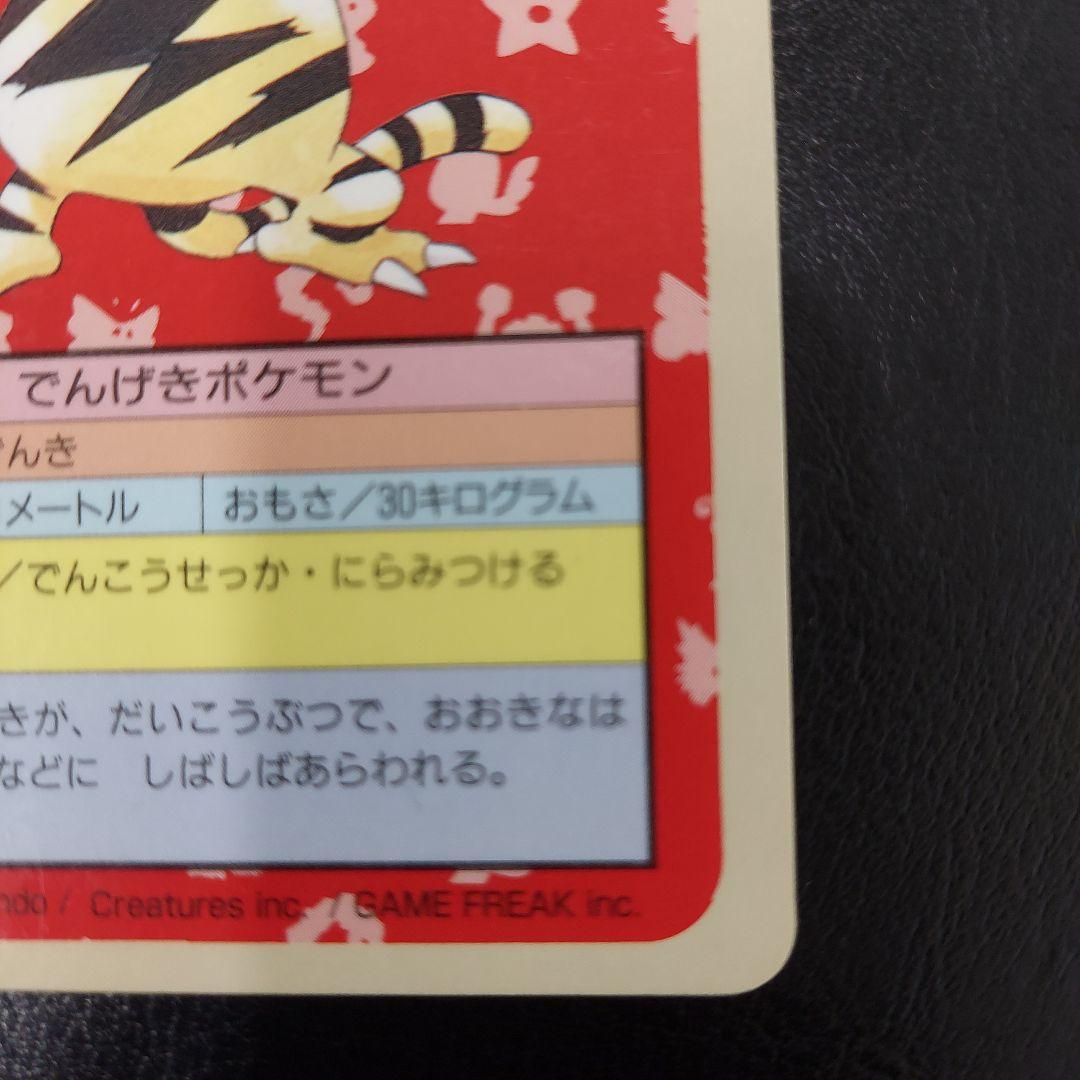 でんげきポケモン
んき
メートル おもさ／30キログラム
／でんこうせっか・にらみつける
きが、だいこうぶつで、おおきなは
などに しばしばあらわれる。
ndo / Creatures inc. / GAME FREAK inc.